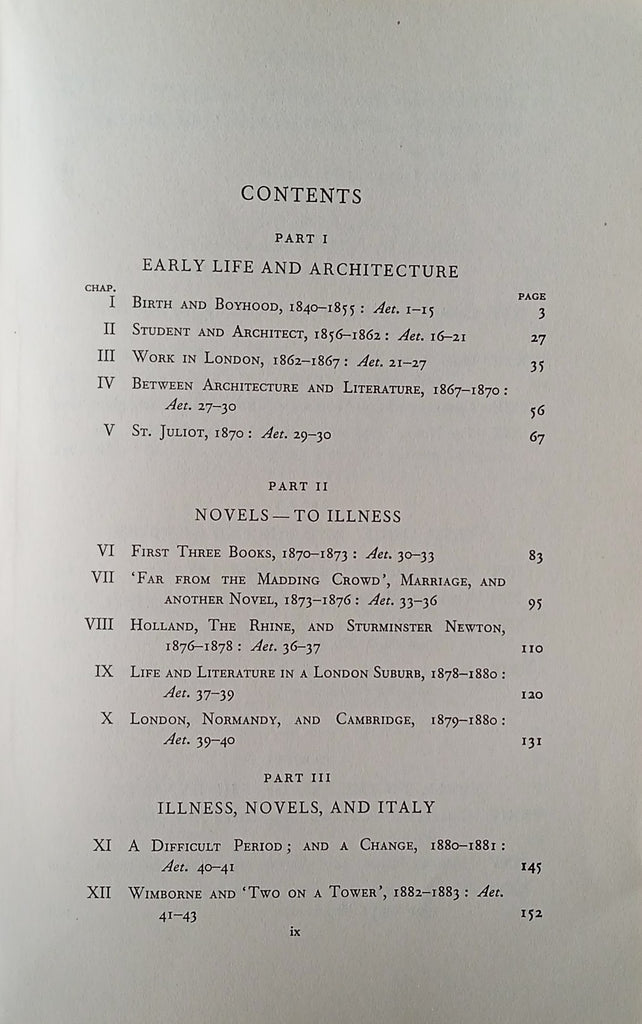 CONTENTS
PART I
EARLY LIFE AND ARCHITECTURE
CHAP. PAGE
I BIRTH AND BOYHOOD, 1840–1855 : Aet. 1–15 3
II STUDENT AND ARCHITECT, 1856–1862 : Aet. 16–21 27
III WORK IN LONDON, 1862–1867 : Aet. 21–27 35
IV BETWEEN ARCHITECTURE AND LITERATURE, 1867–1870 :
Aet. 27–30 56
V ST. JULIOT, 1870 : Aet. 29–30 67
PART II
NOVELS — TO ILLNESS
VI FIRST THREE BOOKS, 1870–1873 : Aet. 30–33 83
VII ‘FAR FROM THE MADDING CROWD’, MARRIAGE, AND
ANOTHER NOVEL, 1873–1876 : Aet. 33–36 95
VIII HOLLAND, THE RHINE, AND STURMINSTER NEWTON,
1876–1878 : Aet. 36–37 110
IX LIFE AND LITERATURE IN A LONDON SUBURB, 1878–1880 :
Aet. 37–39 120
X LONDON, NORMANDY, AND CAMBRIDGE, 1879–1880 :
Aet. 39–40 131
PART III
ILLNESS, NOVELS, AND ITALY
XI A DIFFICULT PERIOD ; AND A CHANGE, 1880–1881 :
Aet. 40–41 145
XII WIMBORNE AND ‘TWO ON A TOWER’, 1882–1883 : Aet.
41–43 152
ix